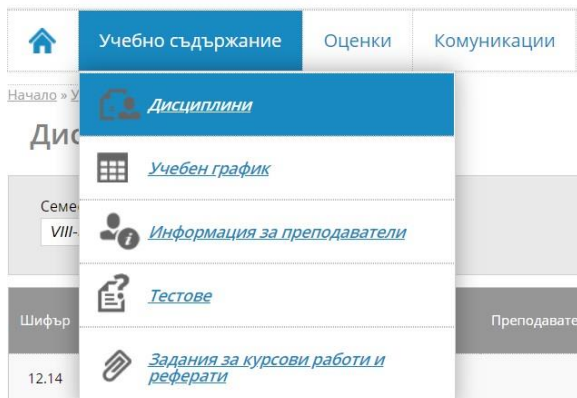 Учебно съдържание Оценки Комуникации
Начало » У
Дис
Дисциплини
Учебен график
Семе
VIII-
Информация за преподаватели
Тестове
Шифър Преподавате
Задания за курсови работи и
реферати
12.14